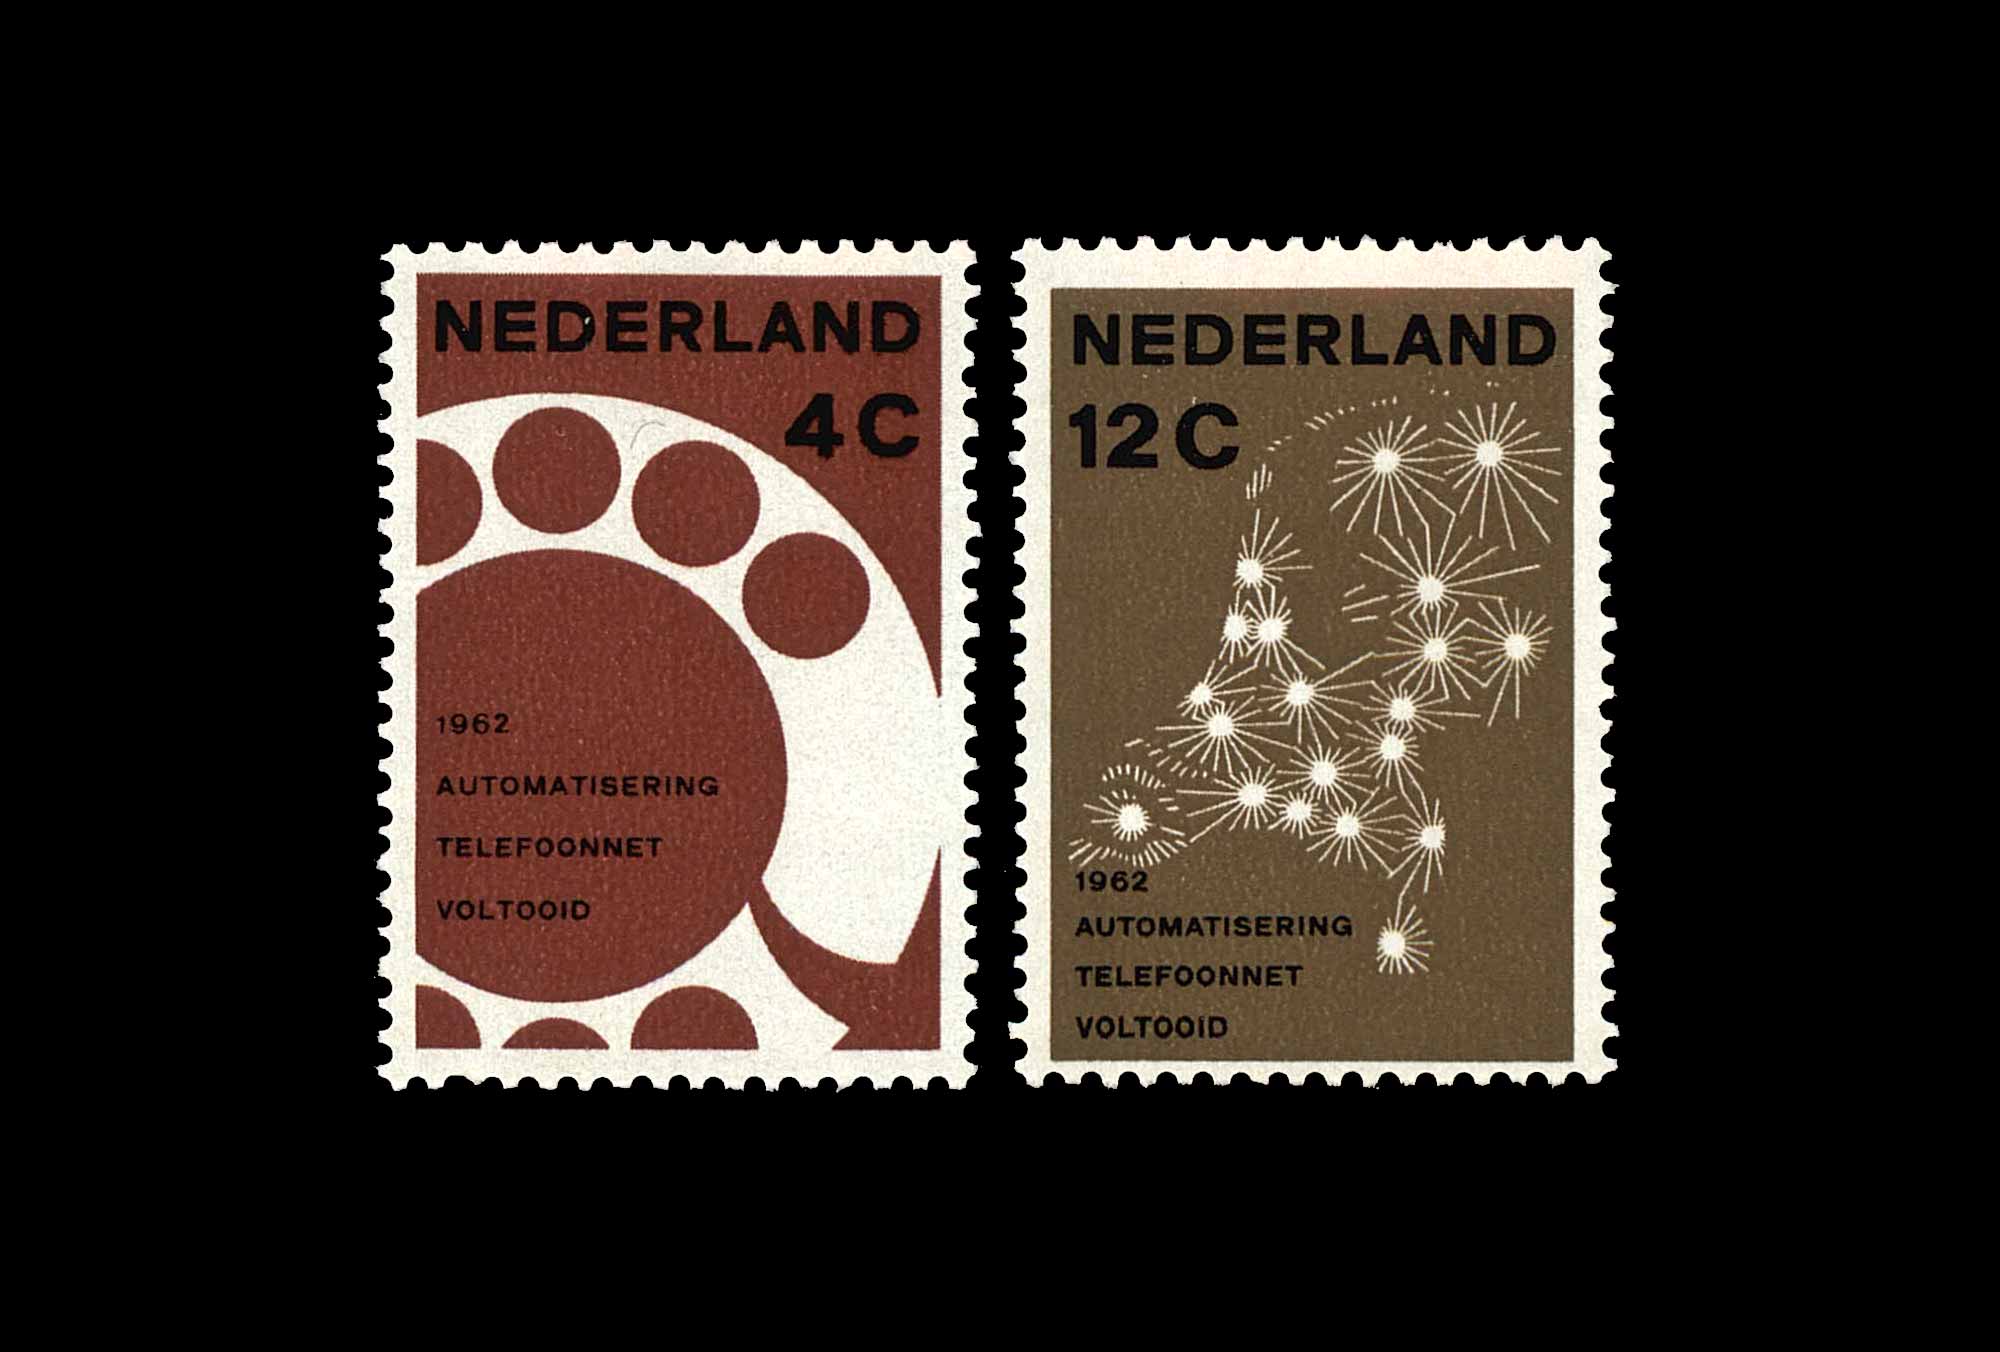 NEDERLAND
4C
1962
AUTOMATISERING
TELEFOONNET
VOLTOOID
NEDERLAND
12C
1962
AUTOMATISERING
TELEFOONNET
VOLTOOID